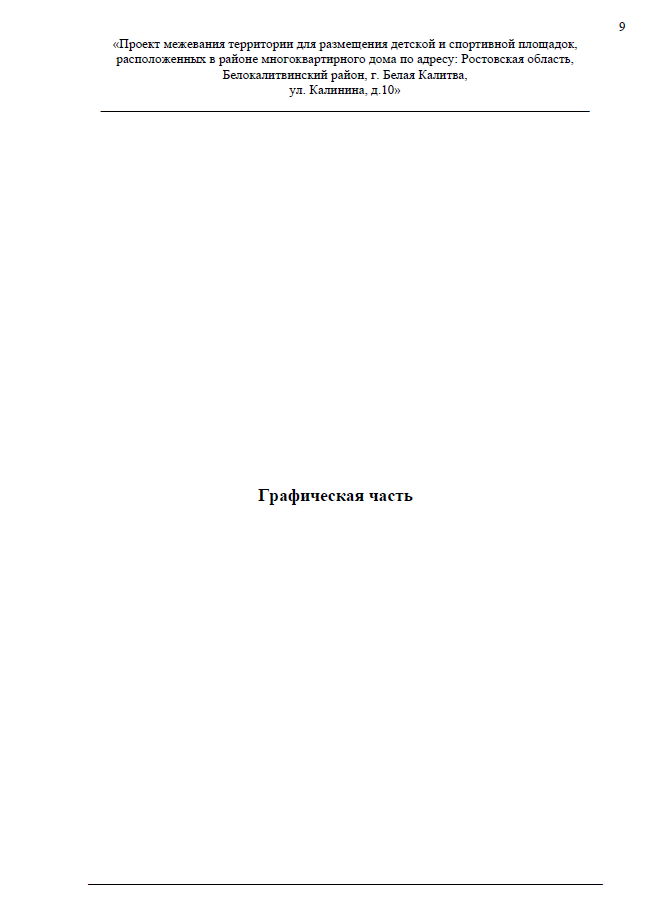 9
«Проект межевания территории для размещения детской и спортивной площадок,
расположенных в районе многоквартирного дома по адресу: Ростовская область,
Белокалитвинский район, г. Белая Калитва,
ул. Калинина, д.10»
Графическая часть